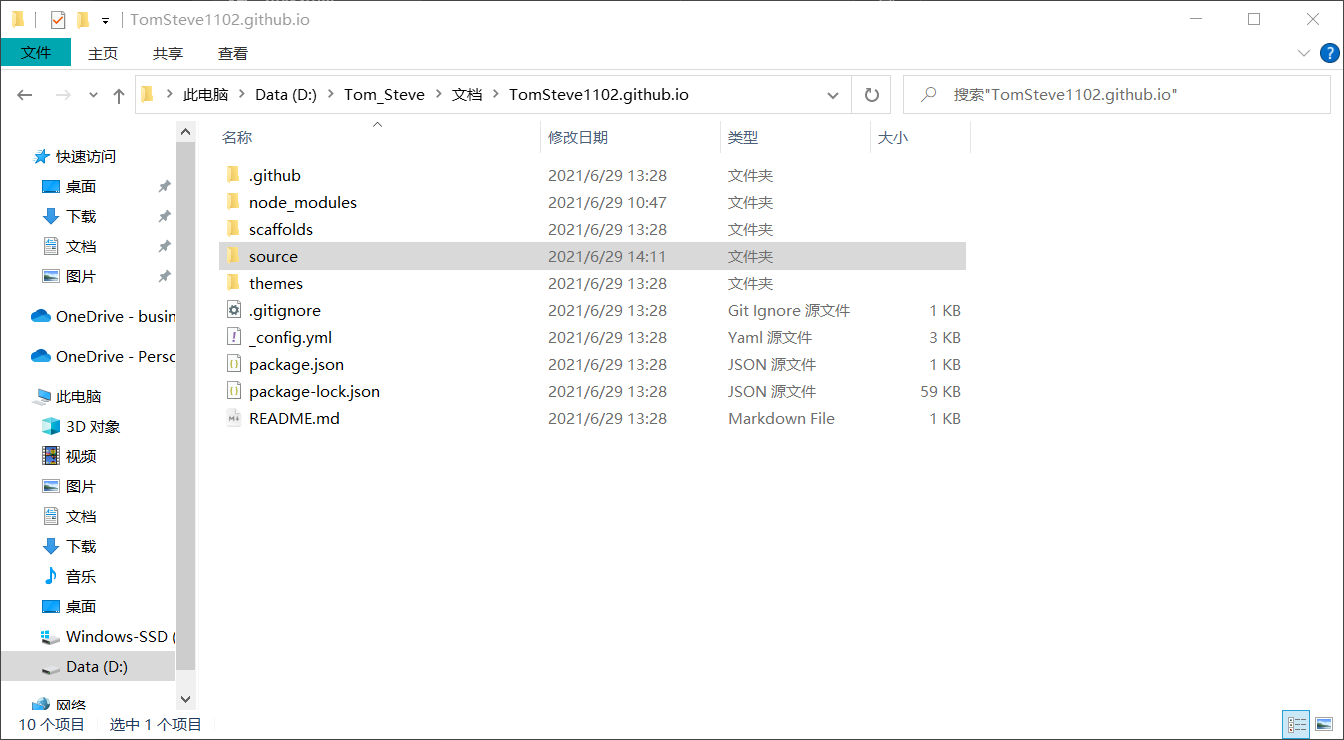 TomSteve1102.github.io
文件 主页 共享 查看
此电脑 Data (D:) Tom_Steve 文档 TomSteve1102.github.io 搜索"TomSteve1102.github.io"
快速访问
桌面
下载
文档
图片
OneDrive - busin
OneDrive - Perso
此电脑
3D 对象
视频
图片
文档
下载
音乐
桌面
Windows-SSD (
Data (D:)
网络
名称 修改日期 类型 大小
.github 2021/6/29 13:28 文件夹
node_modules 2021/6/29 10:47 文件夹
scaffolds 2021/6/29 13:28 文件夹
source 2021/6/29 14:11 文件夹
themes 2021/6/29 13:28 文件夹
.gitignore 2021/6/29 13:28 Git Ignore 源文件 1 KB
_config.yml 2021/6/29 13:28 Yaml 源文件 3 KB
package.json 2021/6/29 13:28 JSON 源文件 1 KB
package-lock.json 2021/6/29 13:28 JSON 源文件 59 KB
README.md 2021/6/29 13:28 Markdown File 1 KB
10 个项目 选中 1 个项目